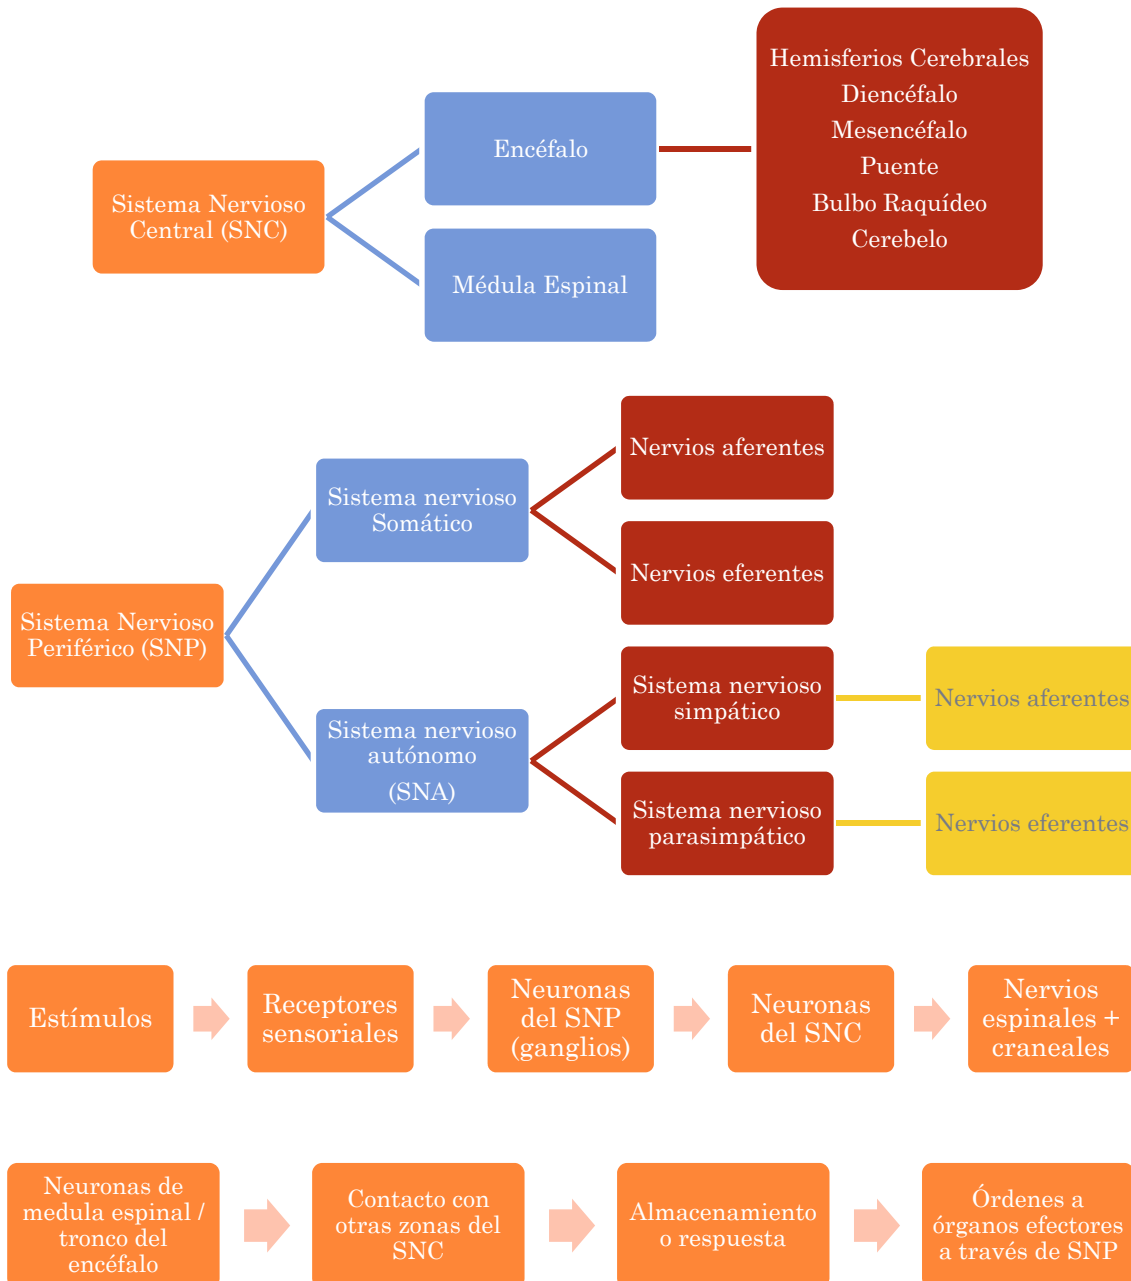 Hemisferios Cerebrales
Diencéfalo
Mesencéfalo
Puente
Bulbo Raquídeo
Cerebelo
Encéfalo
Sistema Nervioso
Central (SNC)
Médula Espinal
Nervios aferentes
Sistema nervioso
Somático
Nervios eferentes
Sistema Nervioso
Periférico (SNP)
Sistema nervioso
simpático
Nervios aferentes
Sistema nervioso
autónomo
(SNA)
Sistema nervioso
parasimpático
Nervios eferentes
Estímulos
Receptores
sensoriales
Neuronas
del SNP
(ganglios)
Neuronas
del SNC
Nervios
espinales +
craneales
Neuronas de
medula espinal /
tronco del
encéfalo
Contacto con
otras zonas del
SNC
Almacenamiento
o respuesta
Órdenes a
órganos efectores
a través de SNP